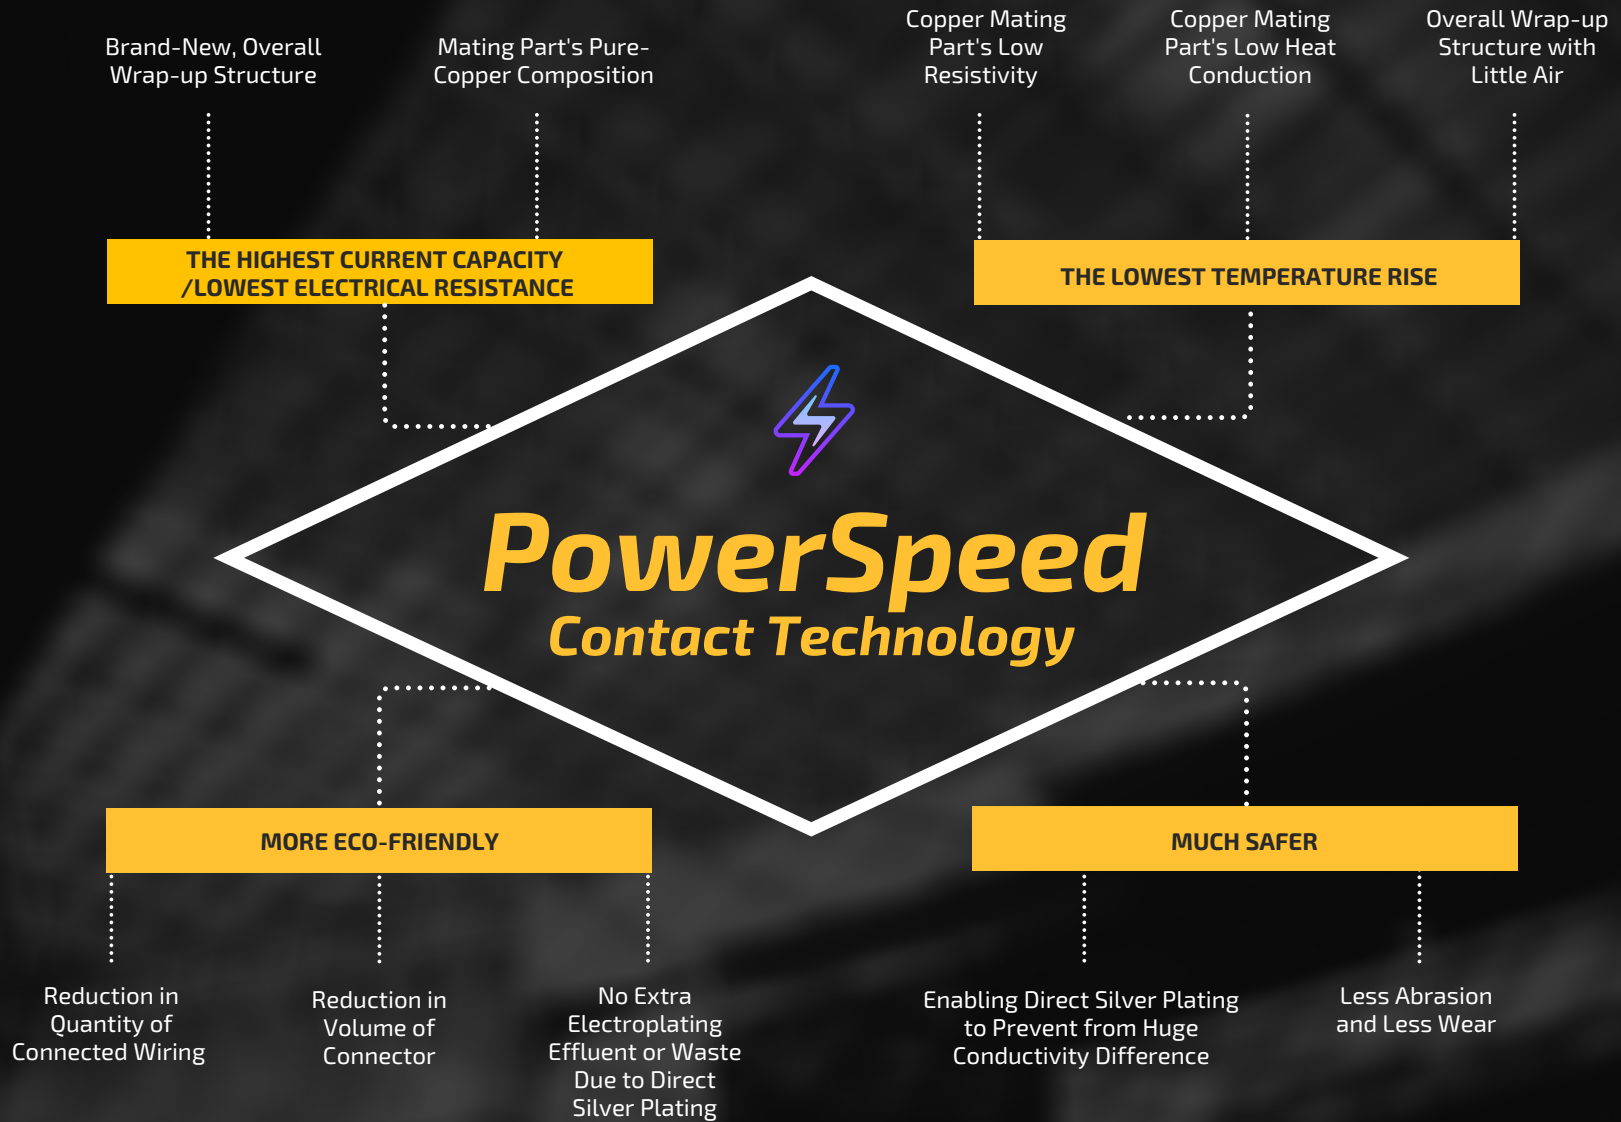 Brand-New, Overall
Wrap-up Structure
Mating Part's Pure-
Copper Composition
Copper Mating
Part's Low
Resistivity
Copper Mating
Part's Low Heat
Conduction
Overall Wrap-up
Structure with
Little Air
THE HIGHEST CURRENT CAPACITY
/LOWEST ELECTRICAL RESISTANCE
THE LOWEST TEMPERATURE RISE
PowerSpeed
Contact Technology
MORE ECO-FRIENDLY
MUCH SAFER
Reduction in
Quantity of
Connected Wiring
Reduction in
Volume of
Connector
No Extra
Electroplating
Effluent or Waste
Due to Direct
Silver Plating
Enabling Direct Silver Plating
to Prevent from Huge
Conductivity Difference
Less Abrasion
and Less Wear